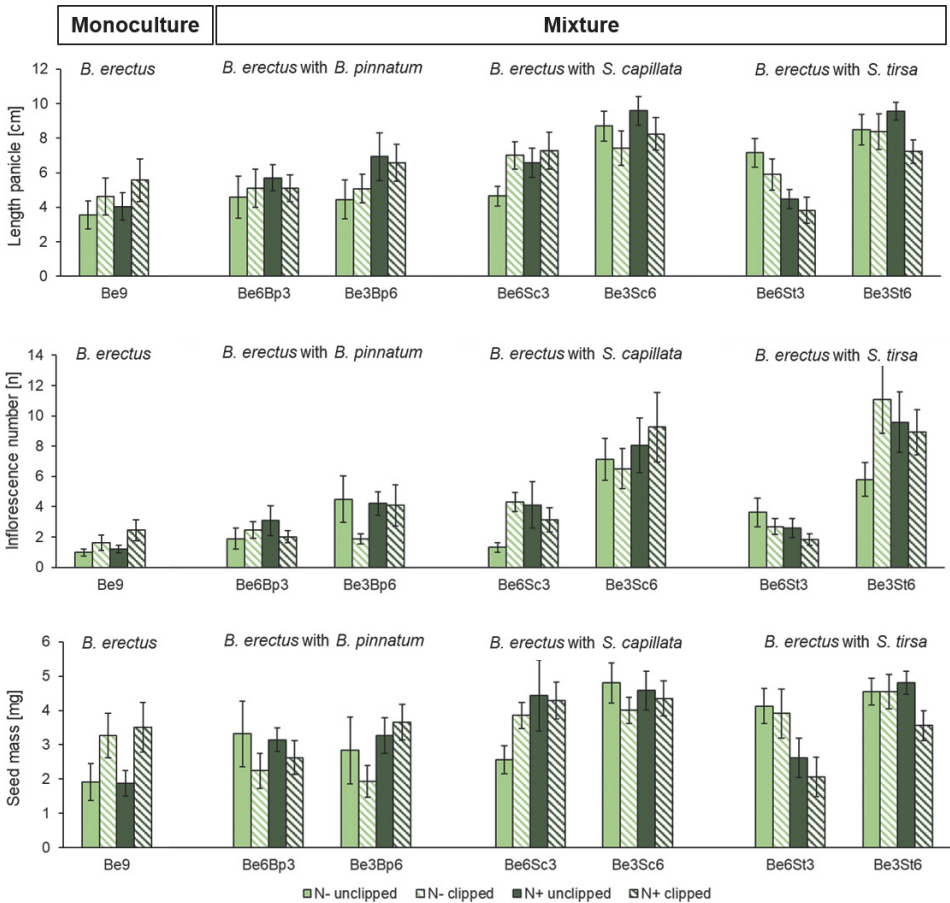 Monoculture Mixture
B. erectus B. erectus with B. pinnatum B. erectus with S. capillata B. erectus with S. tirsa
Length panicle [cm]
12
10
8
6
4
2
0
Be9 Be6Bp3 Be3Bp6 Be6Sc3 Be3Sc6 Be6St3 Be3St6
B. erectus B. erectus with B. pinnatum B. erectus with S. capillata B. erectus with S. tirsa
Inflorescence number [n]
14
12
10
8
6
4
2
0
Be9 Be6Bp3 Be3Bp6 Be6Sc3 Be3Sc6 Be6St3 Be3St6
B. erectus B. erectus with B. pinnatum B. erectus with S. capillata B. erectus with S. tirsa
Seed mass [mg]
6
5
4
3
2
1
0
Be9 Be6Bp3 Be3Bp6 Be6Sc3 Be3Sc6 Be6St3 Be3St6
N- unclipped N- clipped N+ unclipped N+ clipped